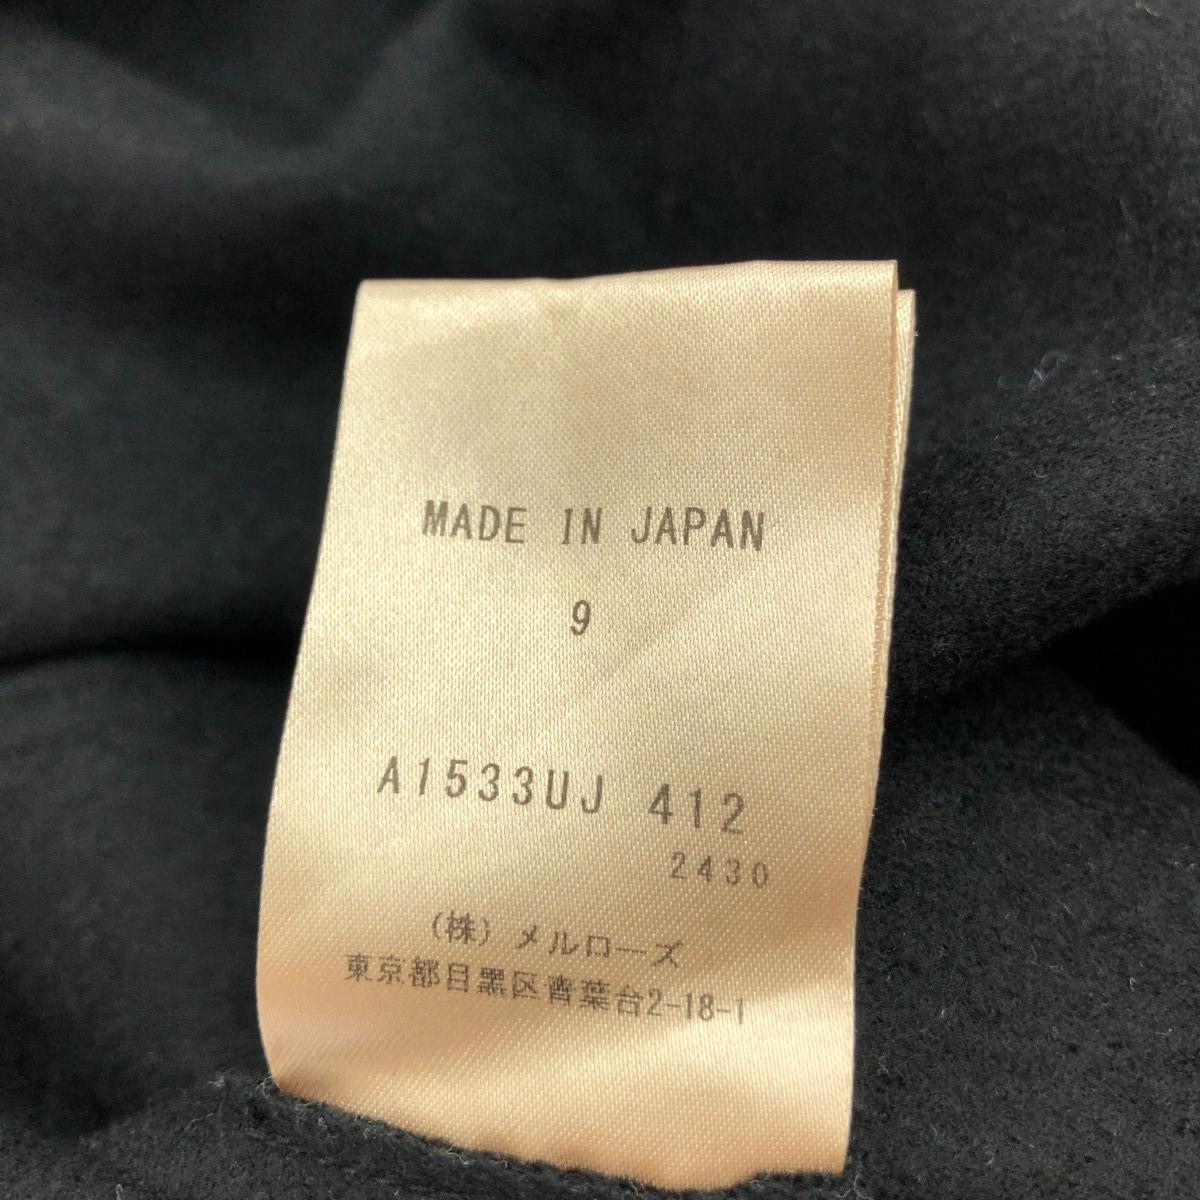 MADE IN JAPAN
9
A1533UJ 412
2430
(株) メルローズ
東京都目黒区青葉台2-18-1